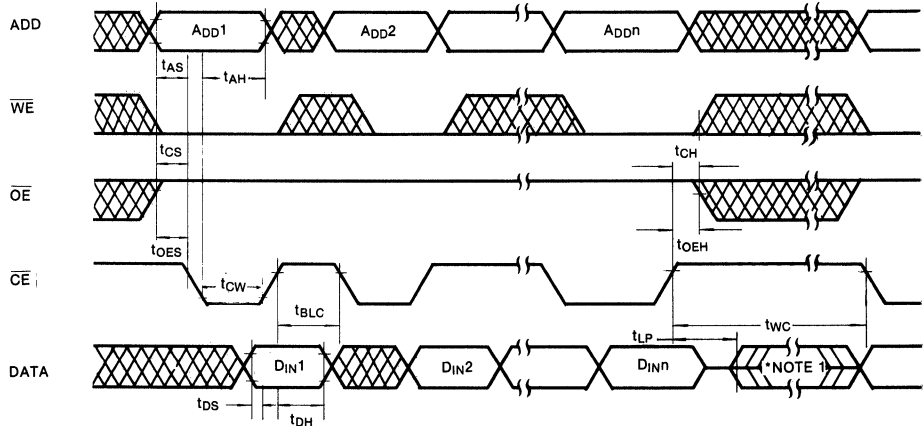 ADD ADD1 ADD2 ADDn
tAS tAH
WE
tCS tCH
OE
tOES tOEH
CE tCW
tBLC tWC
tLP
DATA DIN1 DIN2 DINn *NOTE 1
tDS tDH